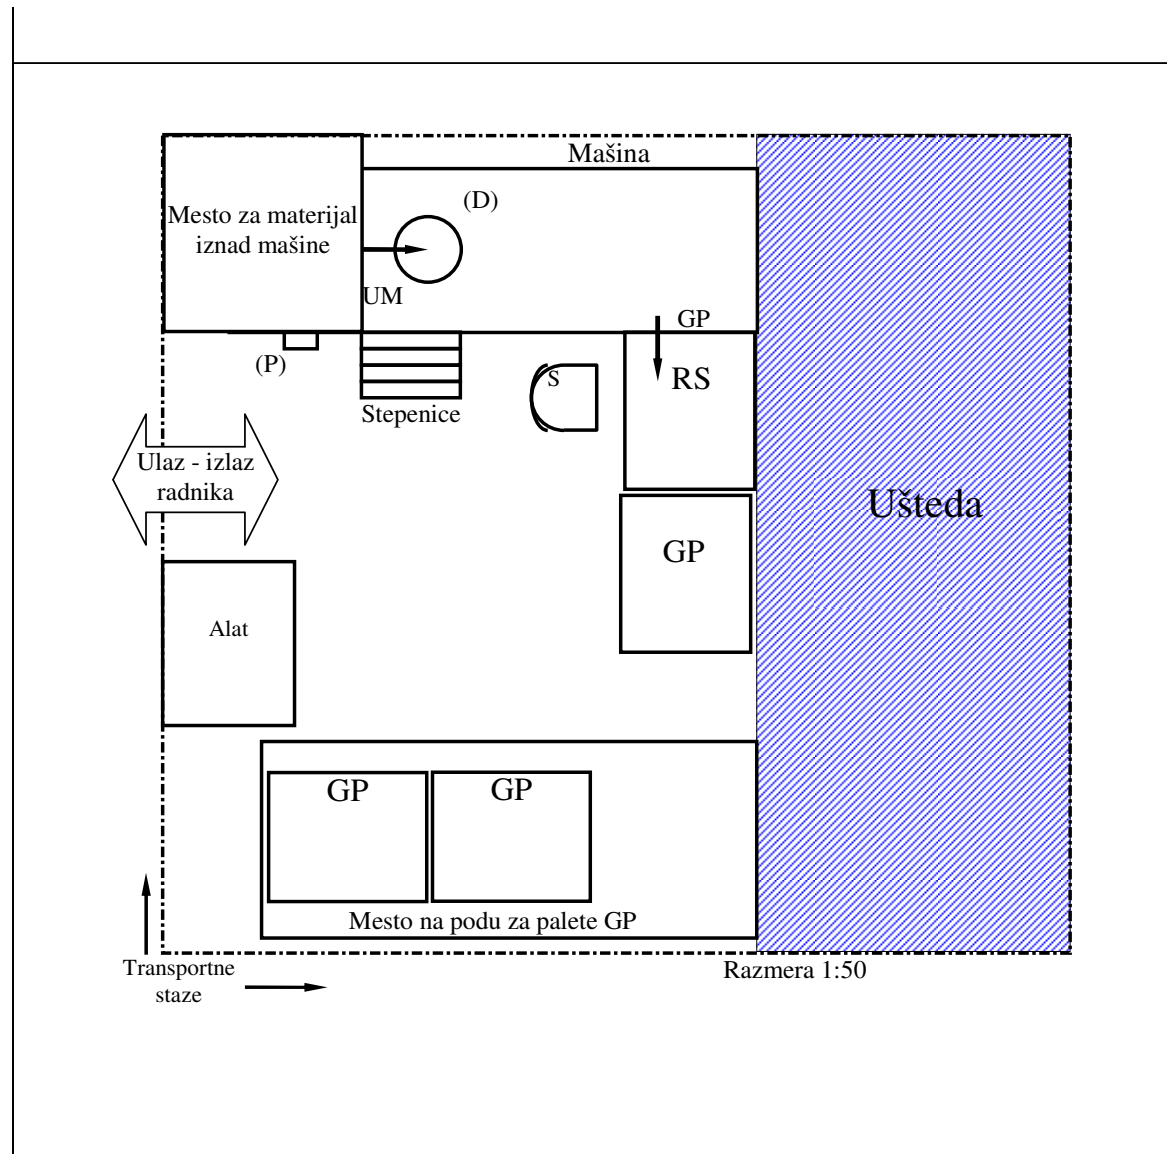 Mašina
(D)
Mesto za materijal
iznad mašine
UM
GP
(P)
S
RS
Stepenice
Ulaz - izlaz
radnika
Ušteda
GP
Alat
GP
GP
Mesto na podu za palete GP
Transportne
staze
Razmera 1:50